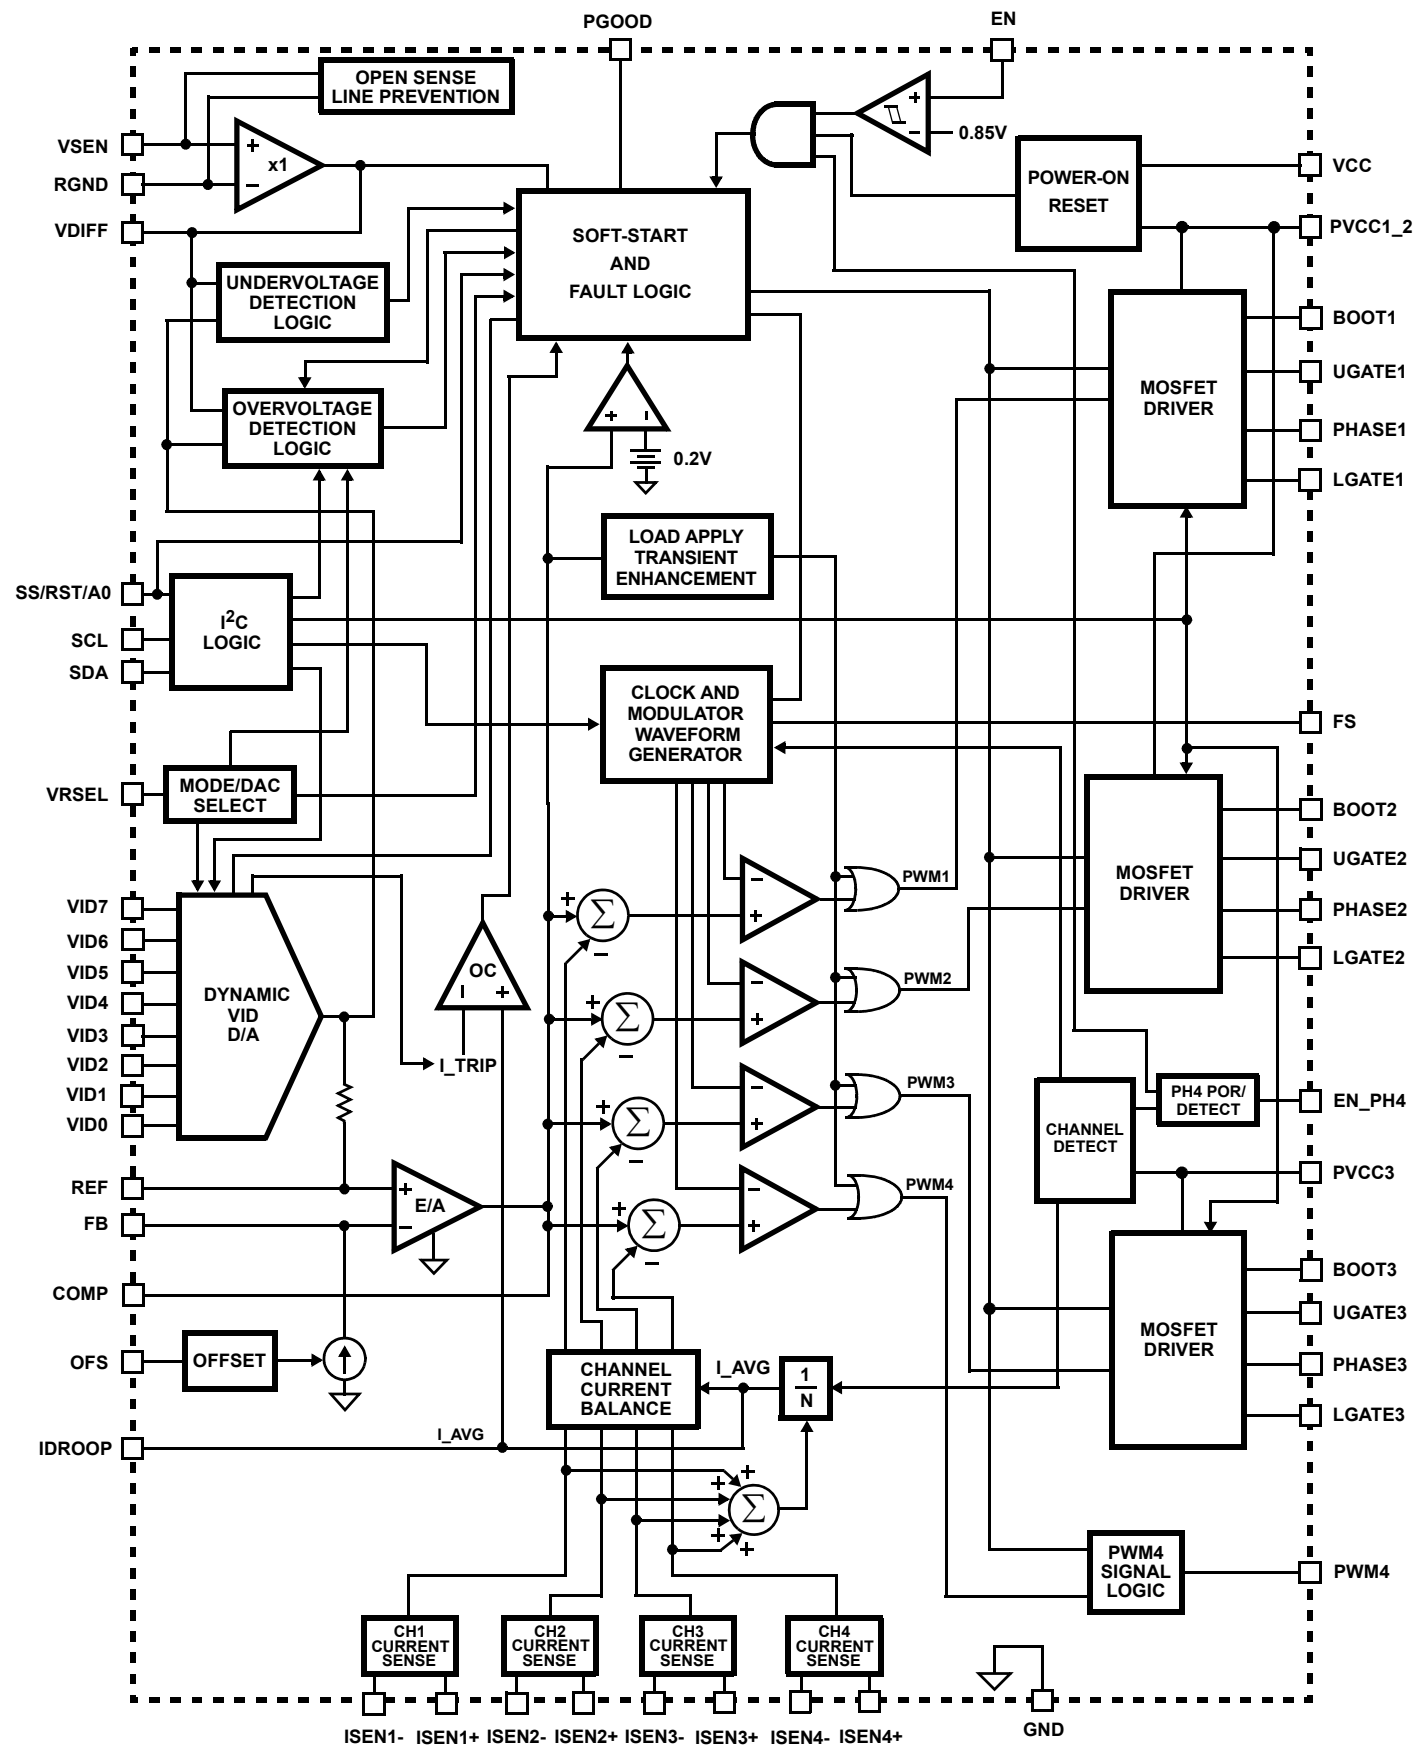 PGOOD
EN
OPEN SENSE
LINE PREVENTION
+
−
0.85V
VSEN
+
x1
−
RGND
VDIFF
POWER-ON
RESET
VCC
PVCC1_2
SOFT-START
AND
FAULT LOGIC
UNDERVOLTAGE
DETECTION
LOGIC
OVERVOLTAGE
DETECTION
LOGIC
+
−
0.2V
MOSFET
DRIVER
BOOT1
UGATE1
PHASE1
LGATE1
LOAD APPLY
TRANSIENT
ENHANCEMENT
SS/RST/A0
SCL
SDA
I2C
LOGIC
CLOCK AND
MODULATOR
WAVEFORM
GENERATOR
FS
VRSEL
MODE/DAC
SELECT
MOSFET
DRIVER
BOOT2
UGATE2
PHASE2
LGATE2
VID7
VID6
VID5
VID4
VID3
VID2
VID1
VID0
DYNAMIC
VID
D/A
OC
−
+
I_TRIP
+
Σ
−
−
+
PWM1
+
Σ
−
−
+
PWM2
+
Σ
−
−
+
PWM3
+
Σ
−
−
+
PWM4
CHANNEL
DETECT
PH4 POR/
DETECT
EN_PH4
PVCC3
REF
FB
+
E/A
−
COMP
OFS
OFFSET
MOSFET
DRIVER
BOOT3
UGATE3
PHASE3
LGATE3
CHANNEL
CURRENT
BALANCE
I_AVG
1
N
IDROOP
I_AVG
+
+
Σ
+
+
PWM4
SIGNAL
LOGIC
PWM4
CH1
CURRENT
SENSE
CH2
CURRENT
SENSE
CH3
CURRENT
SENSE
CH4
CURRENT
SENSE
ISEN1-
ISEN1+
ISEN2-
ISEN2+
ISEN3-
ISEN3+
ISEN4-
ISEN4+
GND